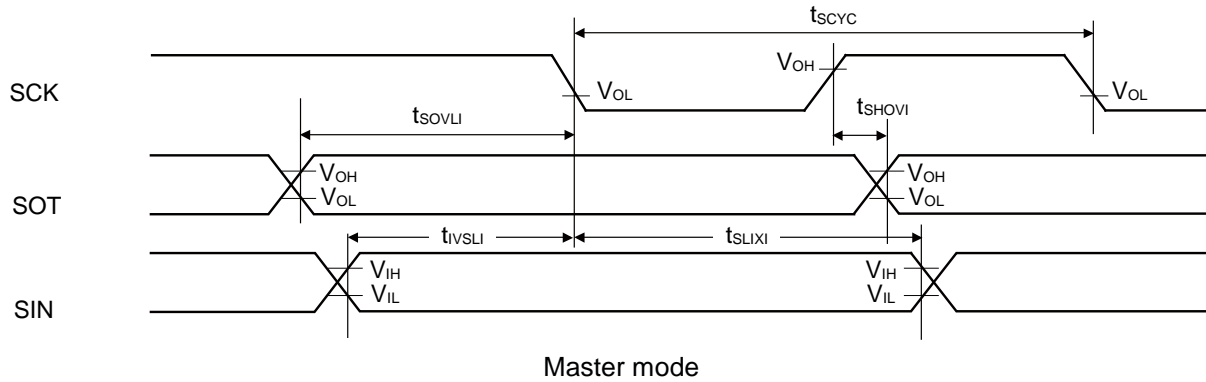 tSCYC
SCK
VOH
VOL
VOL
tSHOVI
tSOVLI
SOT
VOH
VOL
VOH
VOL
tIVSLI
tSLIXI
SIN
VIH
VIL
VIH
VIL
Master mode